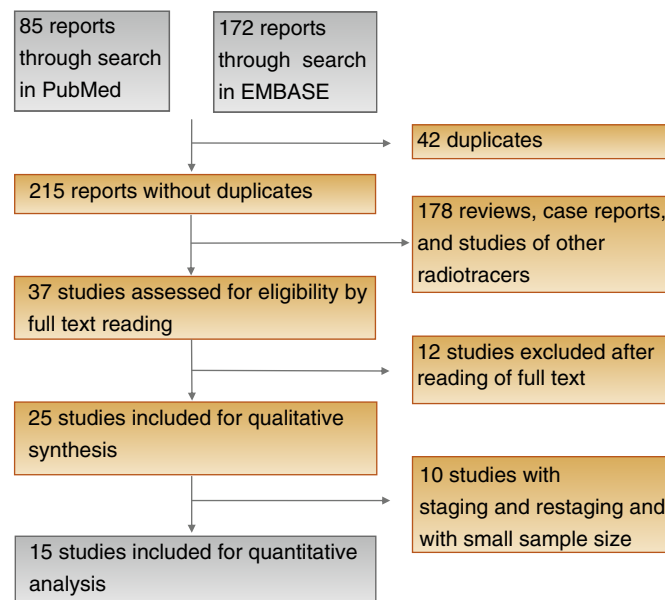 85 reports
through search
in PubMed
172 reports
through search
in EMBASE
42 duplicates
215 reports without duplicates
178 reviews, case reports,
and studies of other
radiotracers
37 studies assessed for eligibility by
full text reading
12 studies excluded after
reading of full text
25 studies included for qualitative
synthesis
10 studies with
staging and restaging and
with small sample size
15 studies included for quantitative
analysis